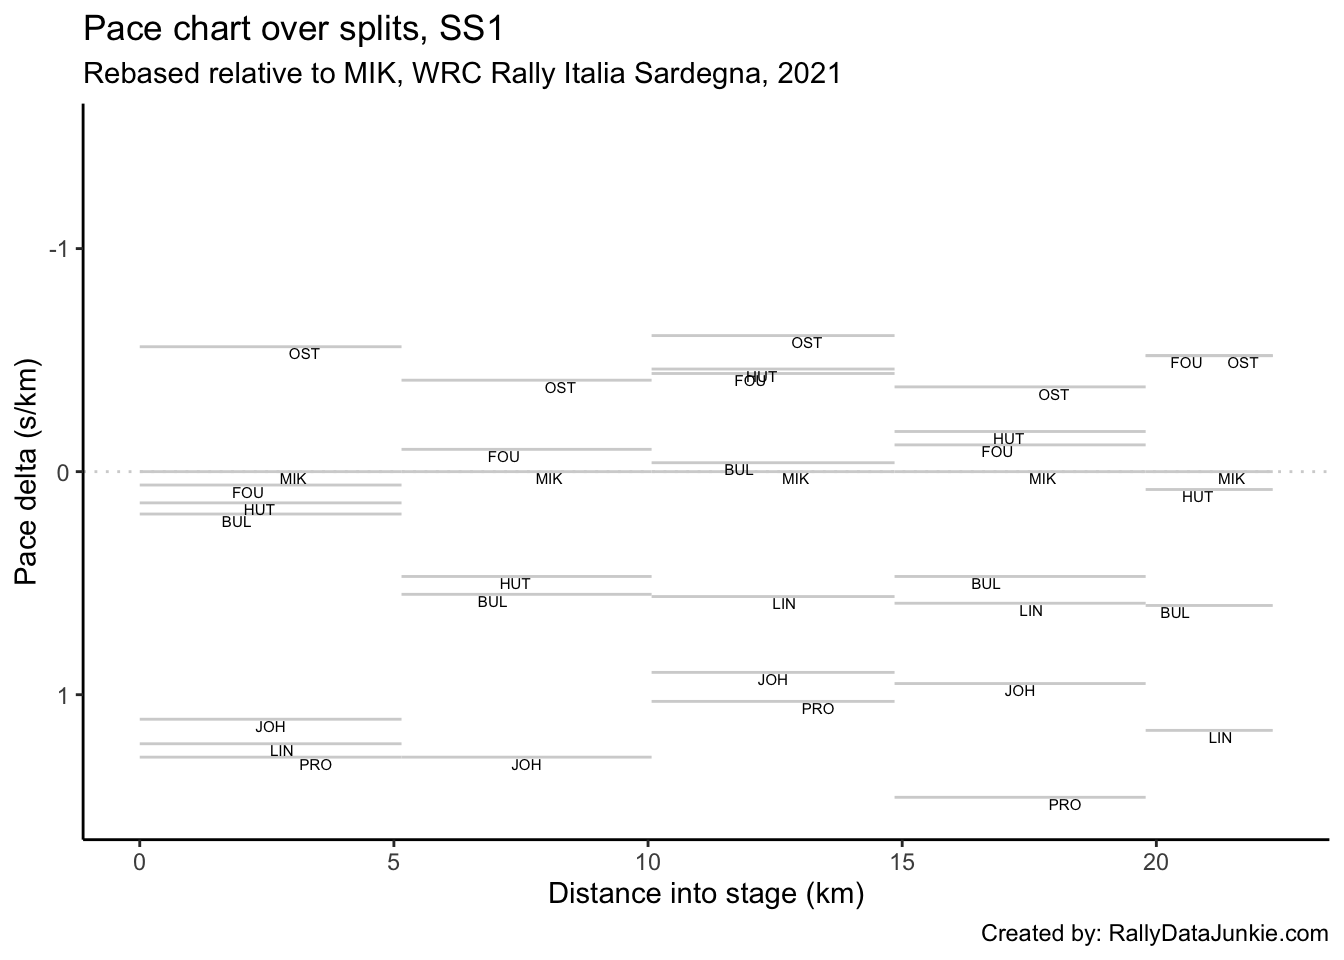 Pace chart over splits, SS1
Rebased relative to MIK, WRC Rally Italia Sardegna, 2021
Pace delta (s/km)
-1
0
1
OST
MIK
FOU
HUT
BUL
JOH
LIN
PRO
OST
FOU
MIK
HUT
BUL
JOH
OST
HUT
FOU
BUL
MIK
LIN
JOH
PRO
OST
HUT
FOU
MIK
BUL
LIN
JOH
PRO
FOU OST
MIK
HUT
BUL
LIN
0 5 10 15 20
Distance into stage (km)
Created by: RallyDataJunkie.com